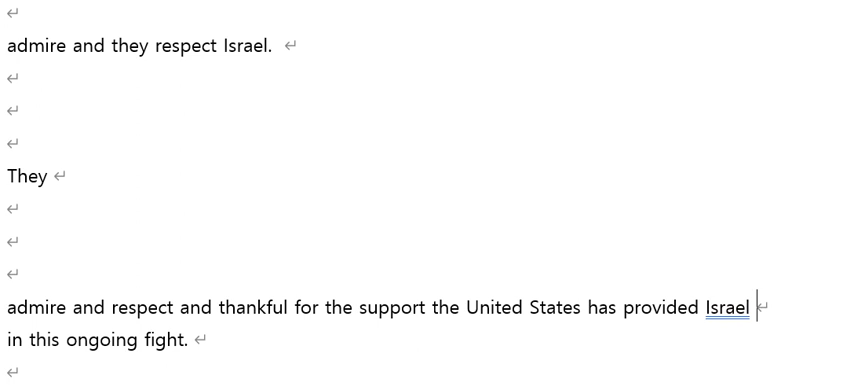 admire and they respect Israel.
They
admire and respect and thankful for the support the United States has provided Israel
in this ongoing fight.